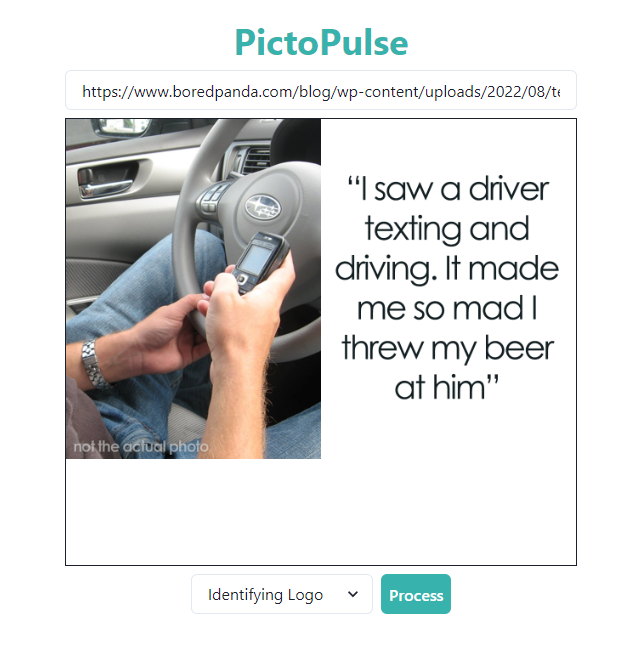 PictoPulse
https://www.boredpanda.com/blog/wp-content/uploads/2022/08/te
“I saw a driver
texting and
driving. It made
me so mad I
threw my beer
at him”
not the actual photo
Identifying Logo
Process